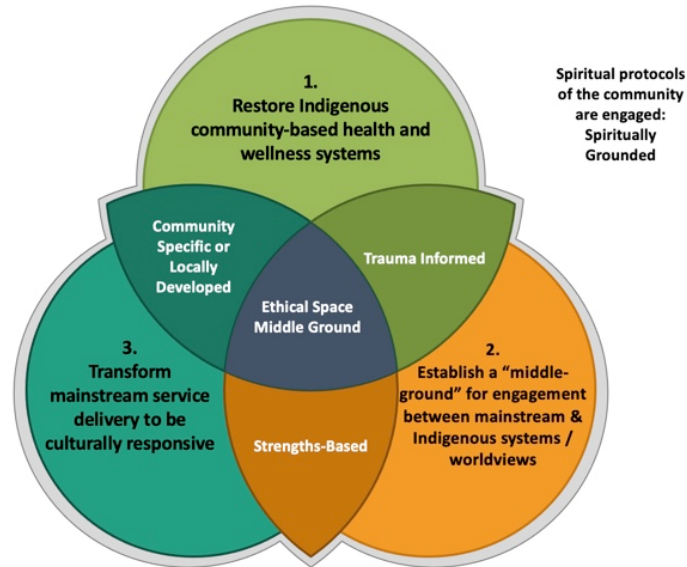 1.
Restore Indigenous
community-based health and
wellness systems
Spiritual protocols
of the community
are engaged:
Spiritually
Grounded
Community
Specific or
Locally
Developed
Trauma Informed
Ethical Space
Middle Ground
3.
Transform
mainstream service
delivery to be
culturally responsive
2.
Establish a “middle-
ground” for engagement
between mainstream &
Indigenous systems /
worldviews
Strengths-Based